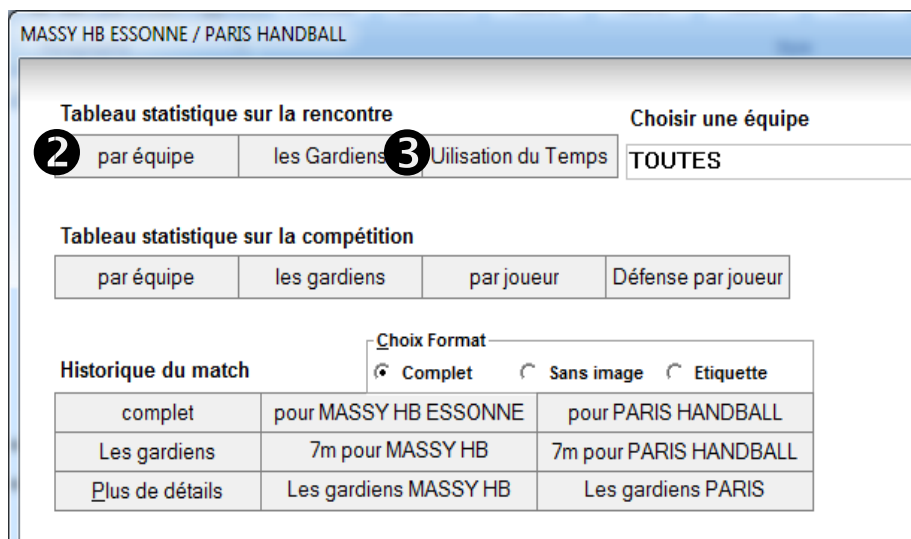 MASSY HB ESSONNE / PARIS HANDBALL
Tableau statistique sur la rencontre
Choisir une équipe
2 par équipe les Gardiens 3 Uilisation du Temps TOUTES
Tableau statistique sur la compétition
par équipe les gardiens par joueur Défense par joueur
Choix Format
Historique du match Complet Sans image Etiquette
complet pour MASSY HB ESSONNE pour PARIS HANDBALL
Les gardiens 7m pour MASSY HB 7m pour PARIS HANDBALL
Plus de détails Les gardiens MASSY HB Les gardiens PARIS